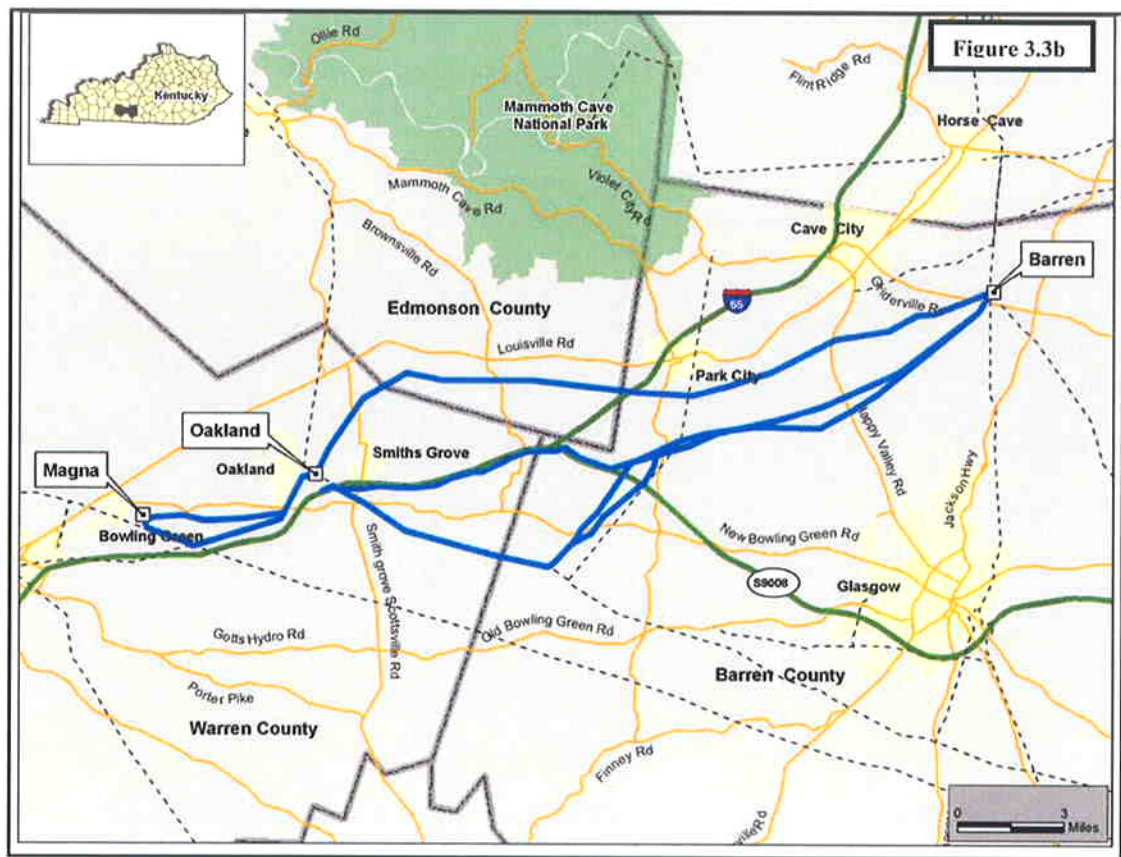 Figure 3.3b
Kentucky
Ollie Rd
Flint Ridge Rd
Mammoth Cave
National Park
Horse Cave
Mammoth Cave Rd
Violet City Rd
Cave City
Brownsville Rd
Barren
Edmonson County
65
Louisville Rd
Park City
Oakland
Oakland
Smiths Grove
Happy Valley Rd
Jackson Hwy
Magna
Bowling Green
New Bowling Green Rd
S9008
Glasgow
Smith grove Scottsville Rd
Gotts Hydro Rd
Old Bowling Green Rd
Barren County
Porter Pike
Warren County
Finney Rd
0 3
Miles